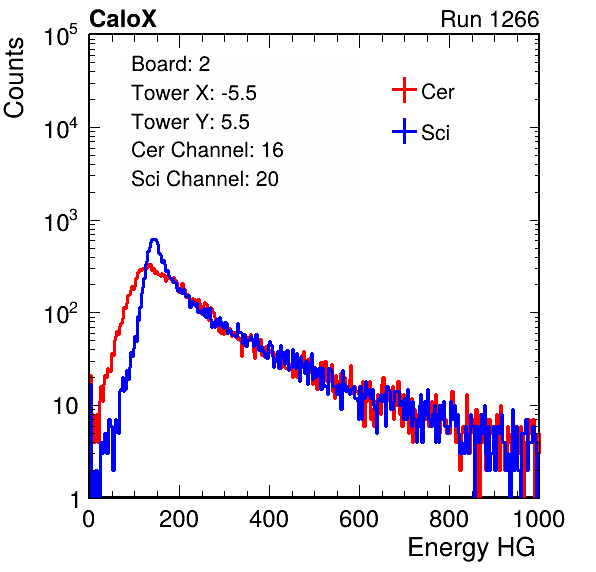 CaloX Run 1266
Counts
10^5
10^4
10^3
10^2
10
1
Board: 2
Tower X: -5.5
Tower Y: 5.5
Cer Channel: 16
Sci Channel: 20
Cer
Sci
0 200 400 600 800 1000
Energy HG